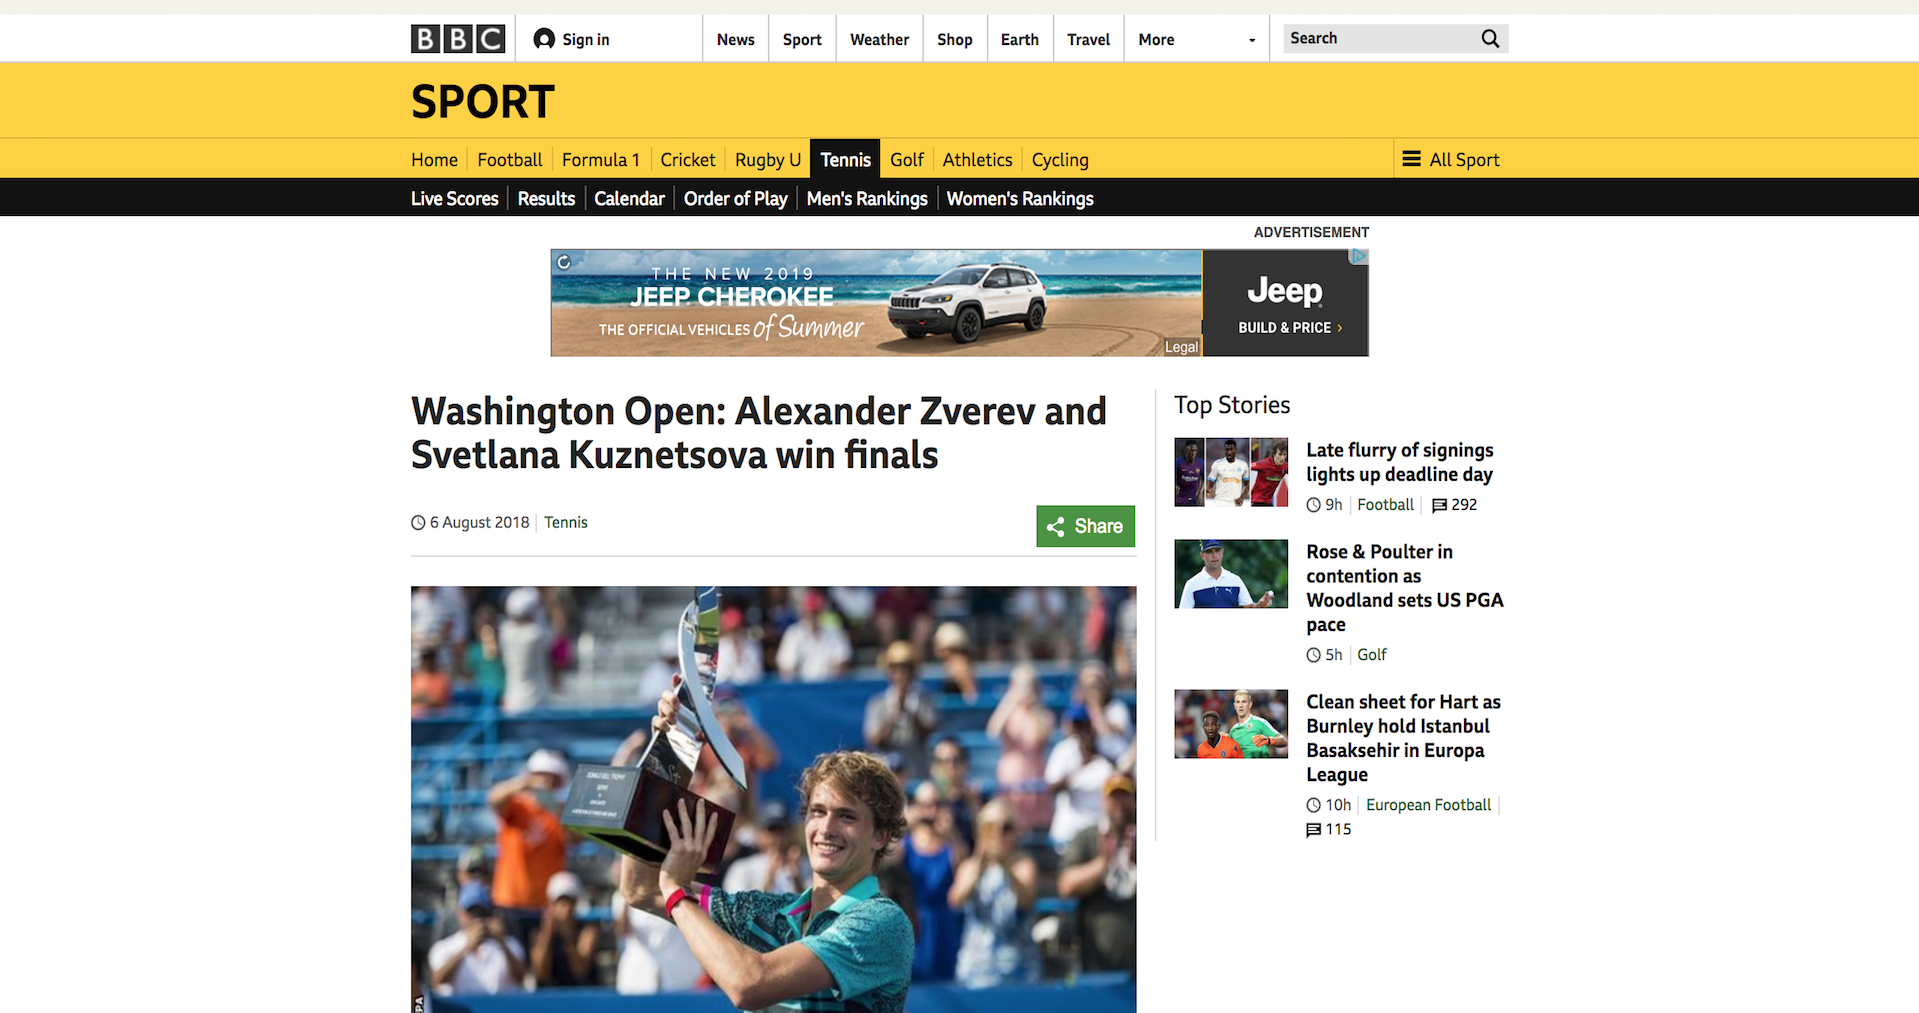 BBC
Sign in
News
Sport
Weather
Shop
Earth
Travel
More
Search
SPORT
Home
Football
Formula 1
Cricket
Rugby U
Tennis
Golf
Athletics
Cycling
All Sport
Live Scores
Results
Calendar
Order of Play
Men's Rankings
Women's Rankings
ADVERTISEMENT
THE NEW 2019
JEEP CHEROKEE
THE OFFICIAL VEHICLES of Summer
Legal
Jeep
BUILD & PRICE ›
Washington Open: Alexander Zverev and
Svetlana Kuznetsova win finals
6 August 2018
Tennis
Share
DONALD DELL TROPHY
Top Stories
Late flurry of signings
lights up deadline day
9h
Football
292
Rose & Poulter in
contention as
Woodland sets US PGA
pace
5h
Golf
Clean sheet for Hart as
Burnley hold Istanbul
Basaksehir in Europa
League
10h
European Football
115